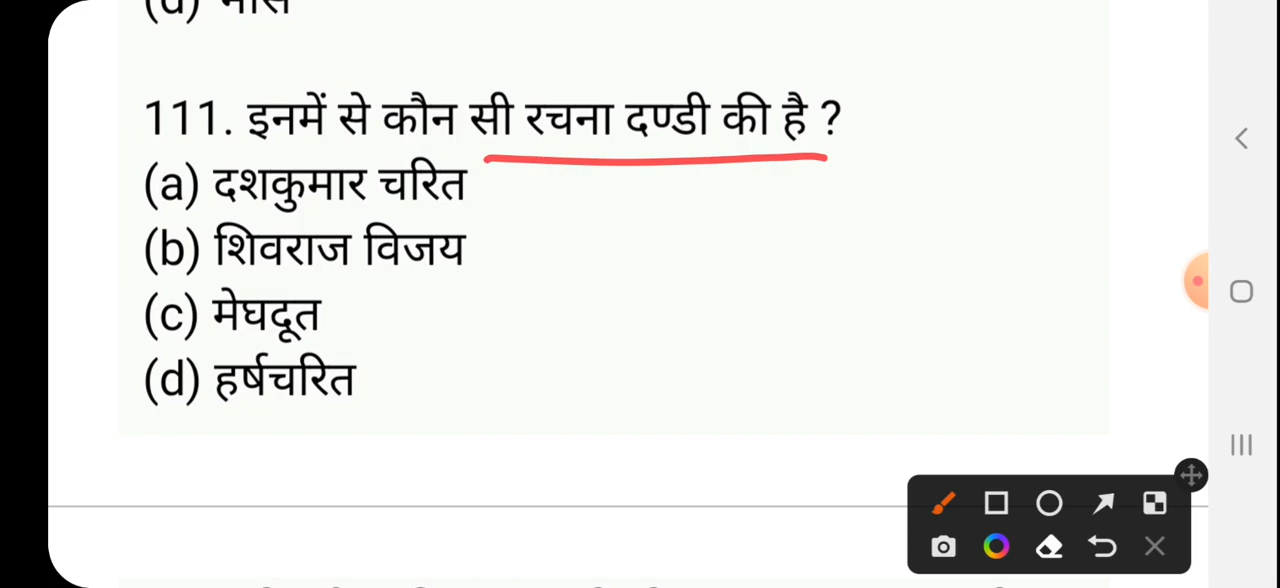 111. इनमें से कौन सी रचना दण्डी की है ?
(a) दशकुमार चरित
(b) शिवराज विजय
(c) मेघदूत
(d) हर्षचरित